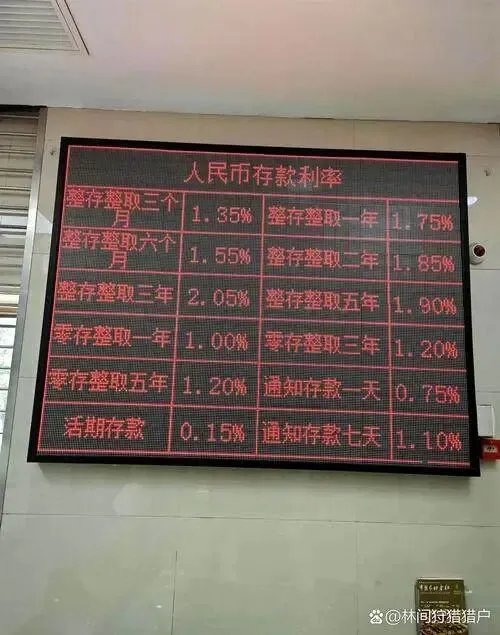 人民币存款利率
整存整取三个月 1.35% 整存整取一年 1.75%
整存整取六个月 1.55% 整存整取二年 1.85%
整存整取三年 2.05% 整存整取五年 1.90%
零存整取一年 1.00% 零存整取三年 1.20%
零存整取五年 1.20% 通知存款一天 0.75%
活期存款 0.15% 通知存款七天 1.10%
林间狩猎猎户